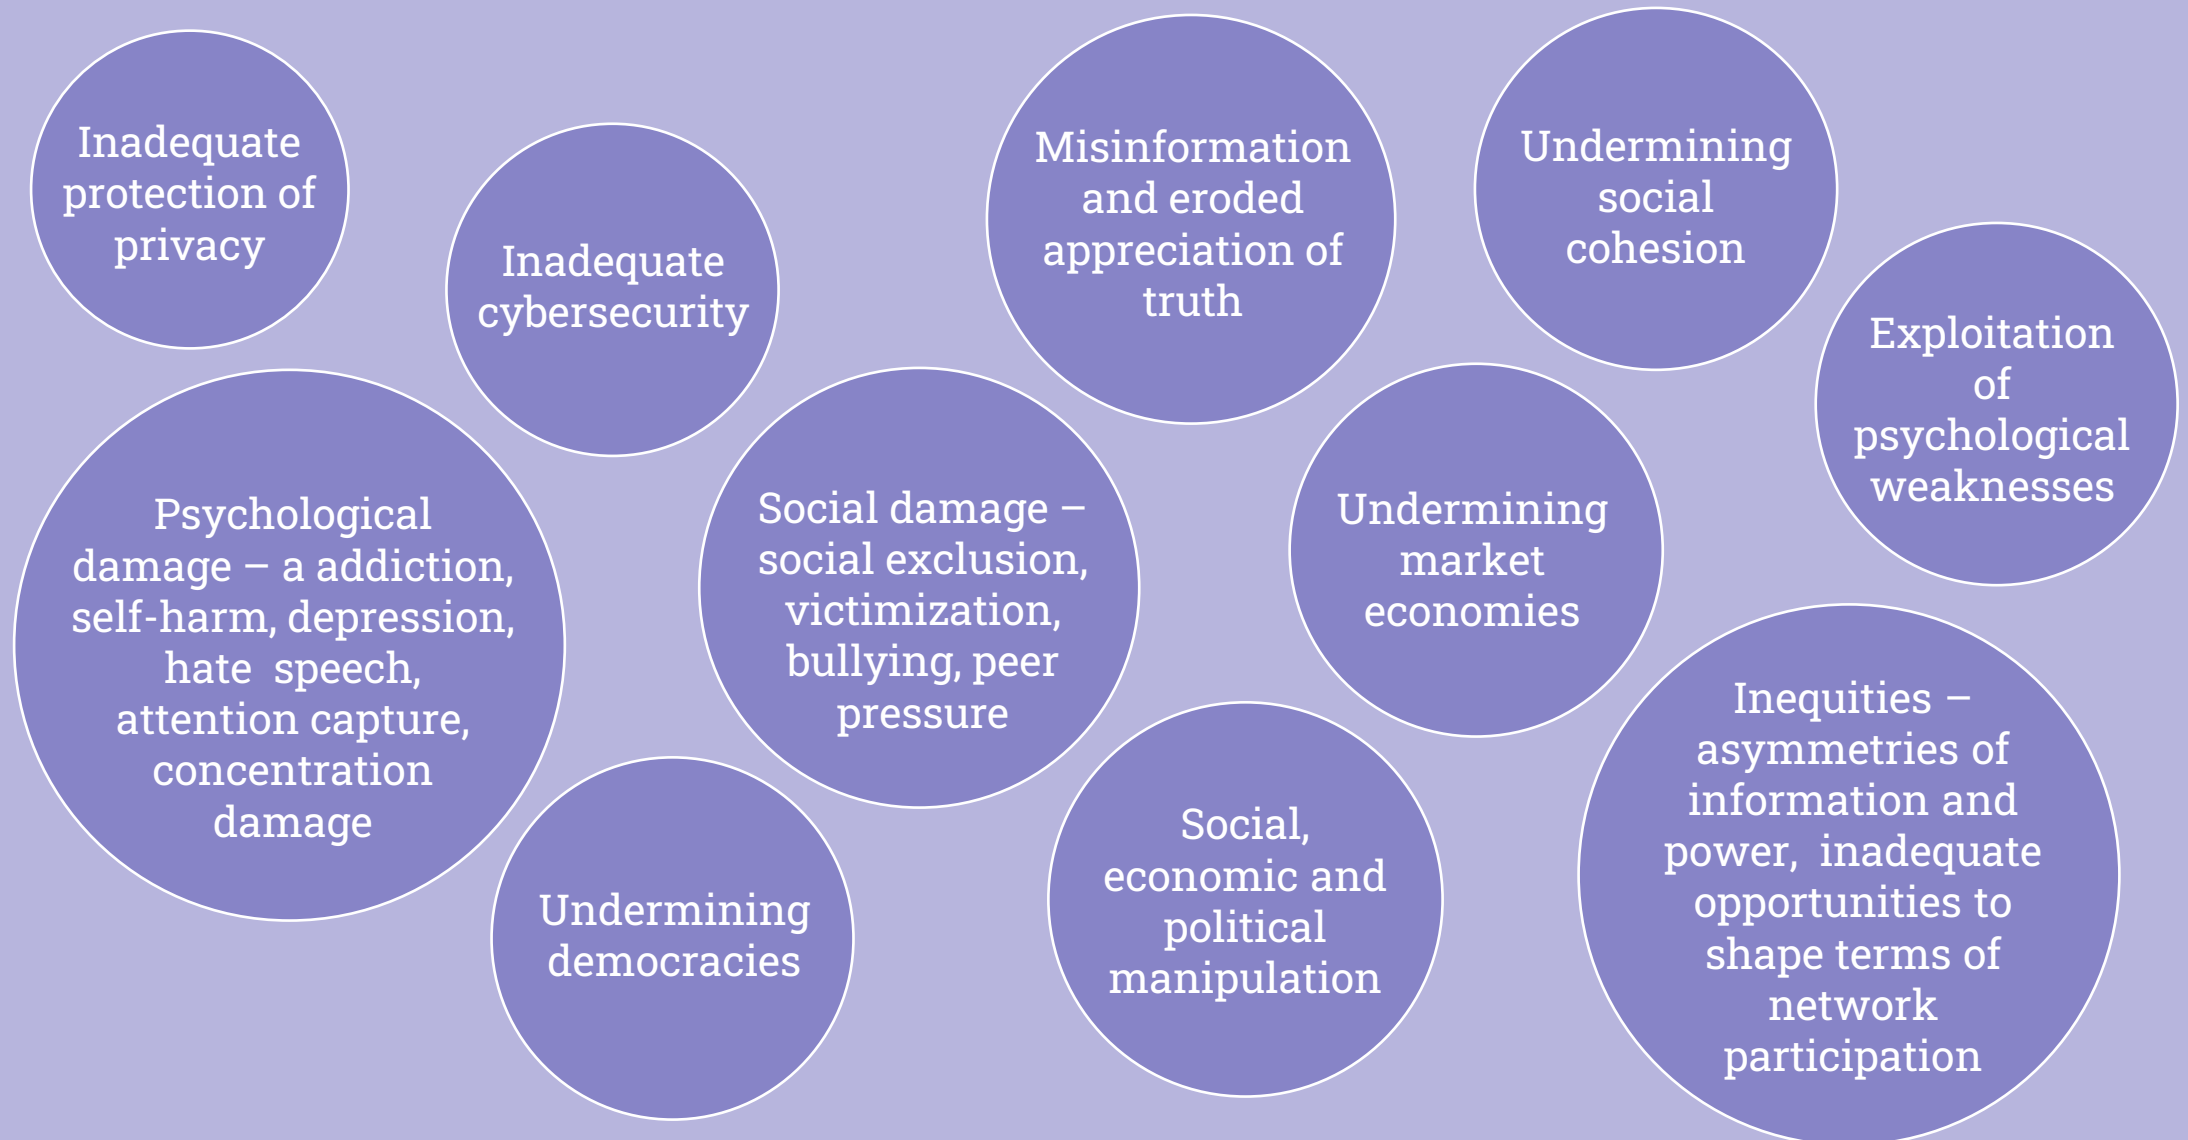 Inadequate
protection of
privacy
Inadequate
cybersecurity
Misinformation
and eroded
appreciation of
truth
Undermining
social
cohesion
Exploitation
of
psychological
weaknesses
Psychological
damage – a addiction,
self-harm, depression,
hate  speech,
attention capture,
concentration
damage
Social damage –
social exclusion,
victimization,
bullying, peer
pressure
Undermining
market
economies
Undermining
democracies
Social,
economic and
political
manipulation
Inequities –
asymmetries of
information and
power,  inadequate
opportunities to
shape terms of
network
participation